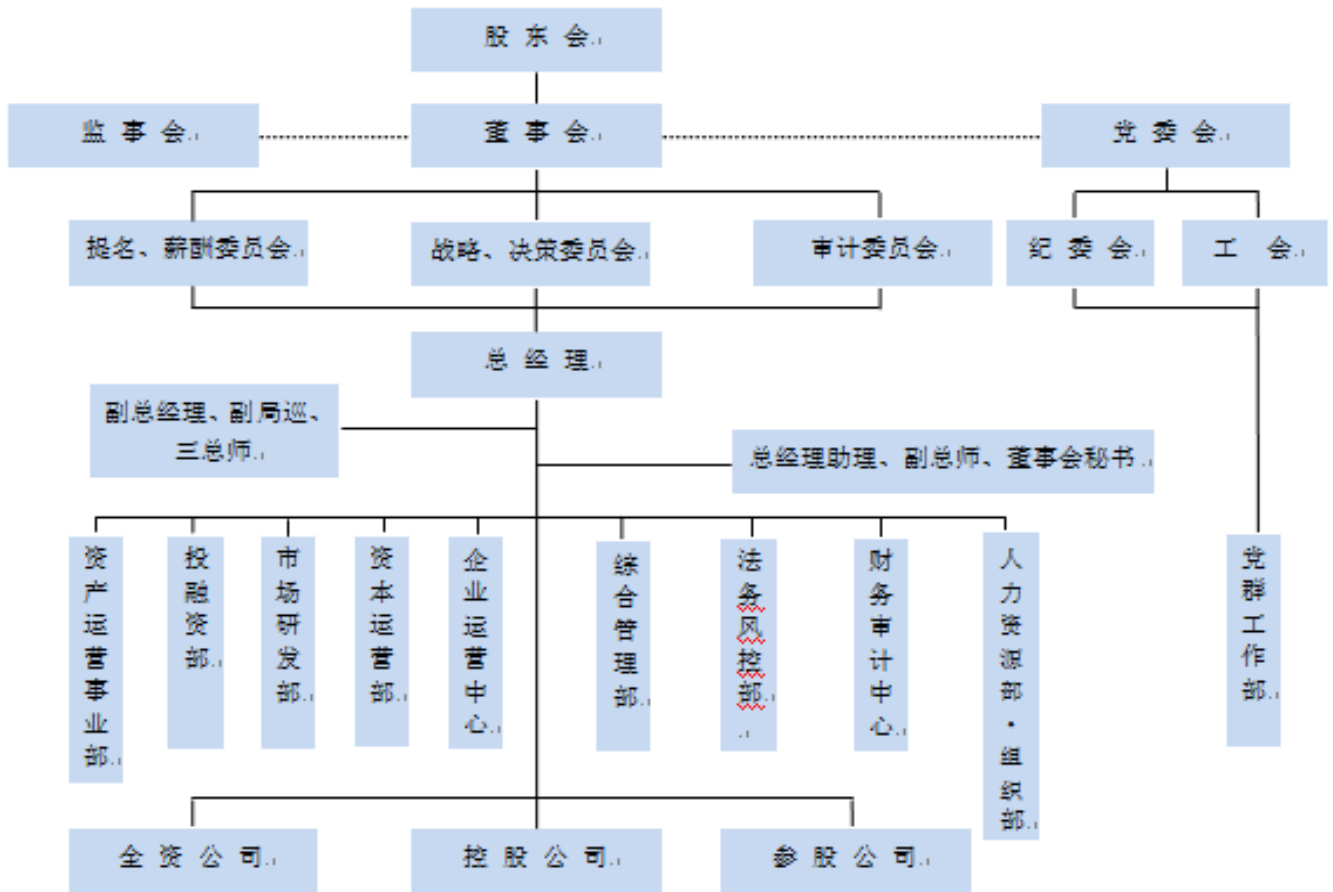 股 东 会
监 事 会
董 事 会
党 委 会
提名、薪酬委员会
战略、决策委员会
审计委员会
纪 委 会
工 会
总 经 理
副总经理、副局巡、
三总师
总经理助理、副总师、董事会秘书
资产运营事业部
投融资部
市场研发部
资本运营部
企业运营中心
综合管理部
法务风控部
财务审计中心
人力资源部·组织部
党群工作部
全 资 公 司
控 股 公 司
参 股 公 司